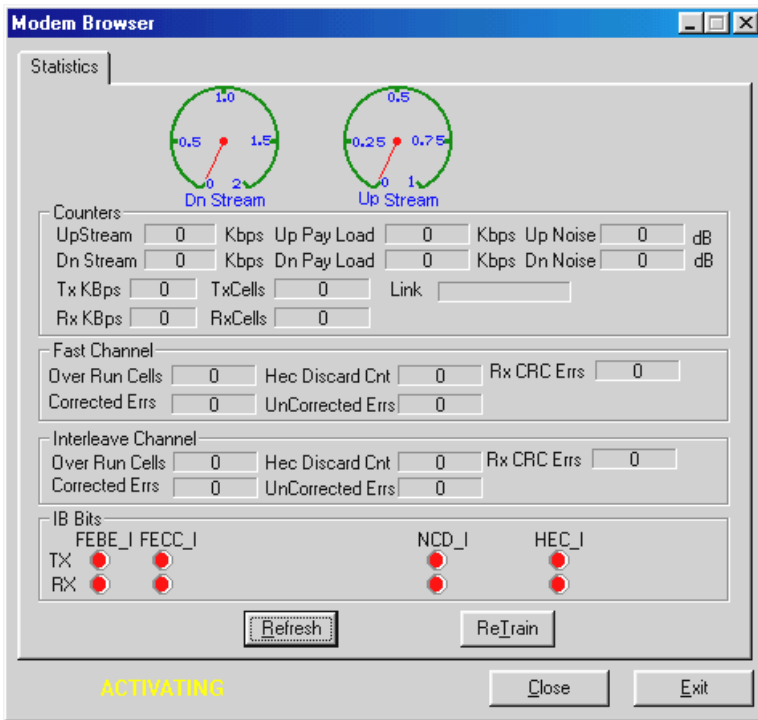 Modem Browser
Statistics
1.0
0.5 1.5
0 2
Dn Stream
0.5
0.25 0.75
0 1
Up Stream
Counters
UpStream 0 Kbps Up Pay Load 0 Kbps Up Noise 0 dB
Dn Stream 0 Kbps Dn Pay Load 0 Kbps Dn Noise 0 dB
Tx KBps 0 TxCells 0 Link
Rx KBps 0 RxCells 0
Fast Channel
Over Run Cells 0 Hec Discard Cnt 0 Rx CRC Errs 0
Corrected Errs 0 UnCorrected Errs 0
Interleave Channel
Over Run Cells 0 Hec Discard Cnt 0 Rx CRC Errs 0
Corrected Errs 0 UnCorrected Errs 0
IB Bits
FEBE_I FECC_I NCD_I HEC_I
TX
RX
Refresh ReTrain
ACTIVATING Close Exit